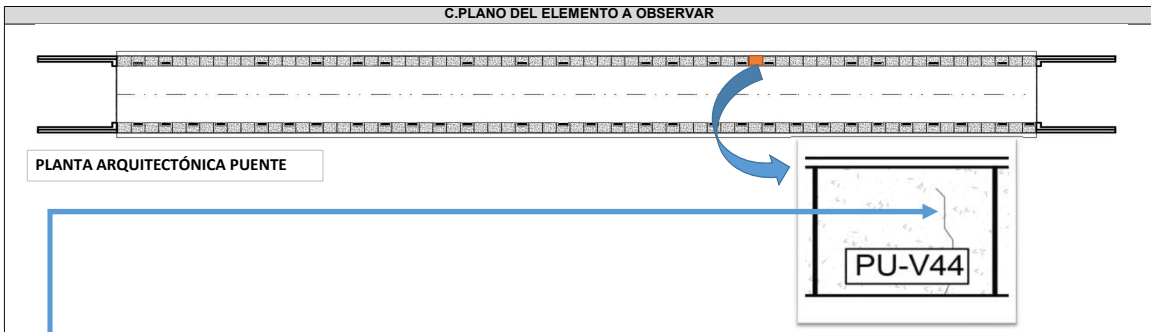 C.PLANO DEL ELEMENTO A OBSERVAR
PLANTA ARQUITECTÓNICA PUENTE
PU-V44